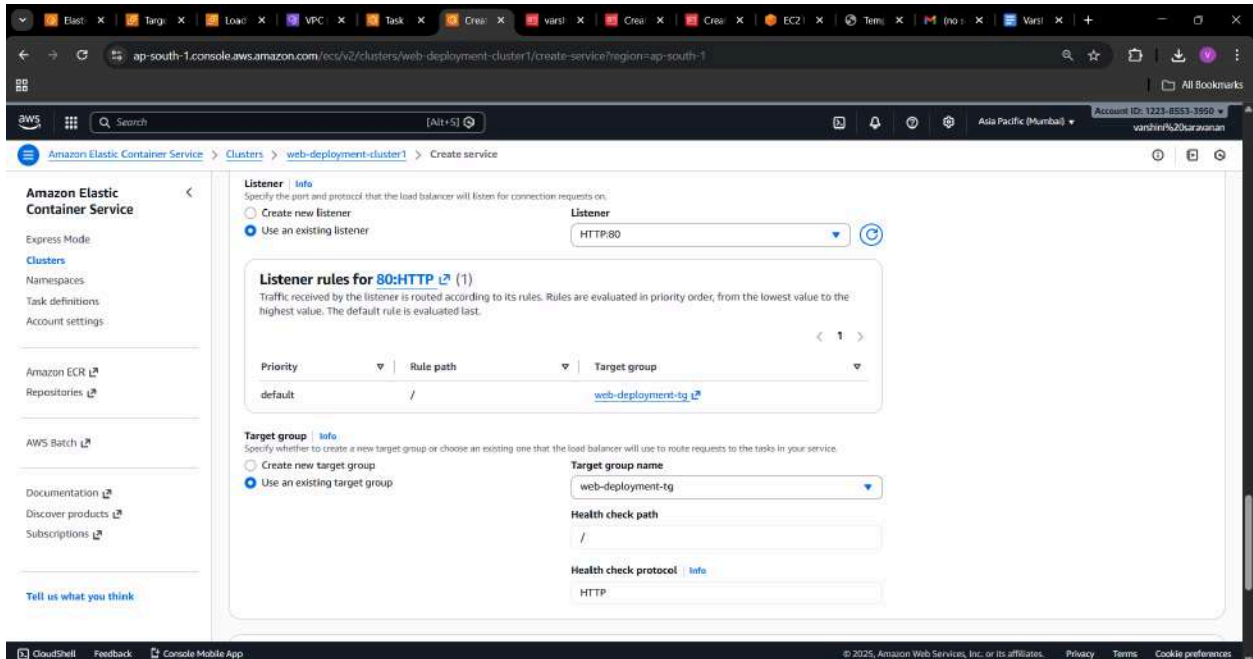 Elast
Targ
Load
VPC
Task
Creat
varsl
Crea
Crea
EC2 I
Temp
(no s
Varsl
ap-south-1.console.aws.amazon.com/ecs/v2/clusters/web-deployment-cluster1/create-service?region=ap-south-1
All Bookmarks
aws
Search
[Alt+S]
Asia Pacific (Mumbai)
Account ID: 1223-8553-3950
varshini%20saravanan
Amazon Elastic Container Service > Clusters > web-deployment-cluster1 > Create service
Amazon Elastic
Container Service
Express Mode
Clusters
Namespaces
Task definitions
Account settings
Amazon ECR
Repositories
AWS Batch
Documentation
Discover products
Subscriptions
Tell us what you think
Listener | Info
Specify the port and protocol that the load balancer will listen for connection requests on.
Create new listener
Use an existing listener
Listener
HTTP:80
Listener rules for 80:HTTP (1)
Traffic received by the listener is routed according to its rules. Rules are evaluated in priority order, from the lowest value to the
highest value. The default rule is evaluated last.
< 1 >
Priority | Rule path | Target group
default / web-deployment-tg
Target group | Info
Specify whether to create a new target group or choose an existing one that the load balancer will use to route requests to the tasks in your service.
Create new target group
Use an existing target group
Target group name
web-deployment-tg
Health check path
/
Health check protocol | Info
HTTP
CloudShell Feedback Console Mobile App
© 2025, Amazon Web Services, Inc. or its affiliates. Privacy Terms Cookie preferences